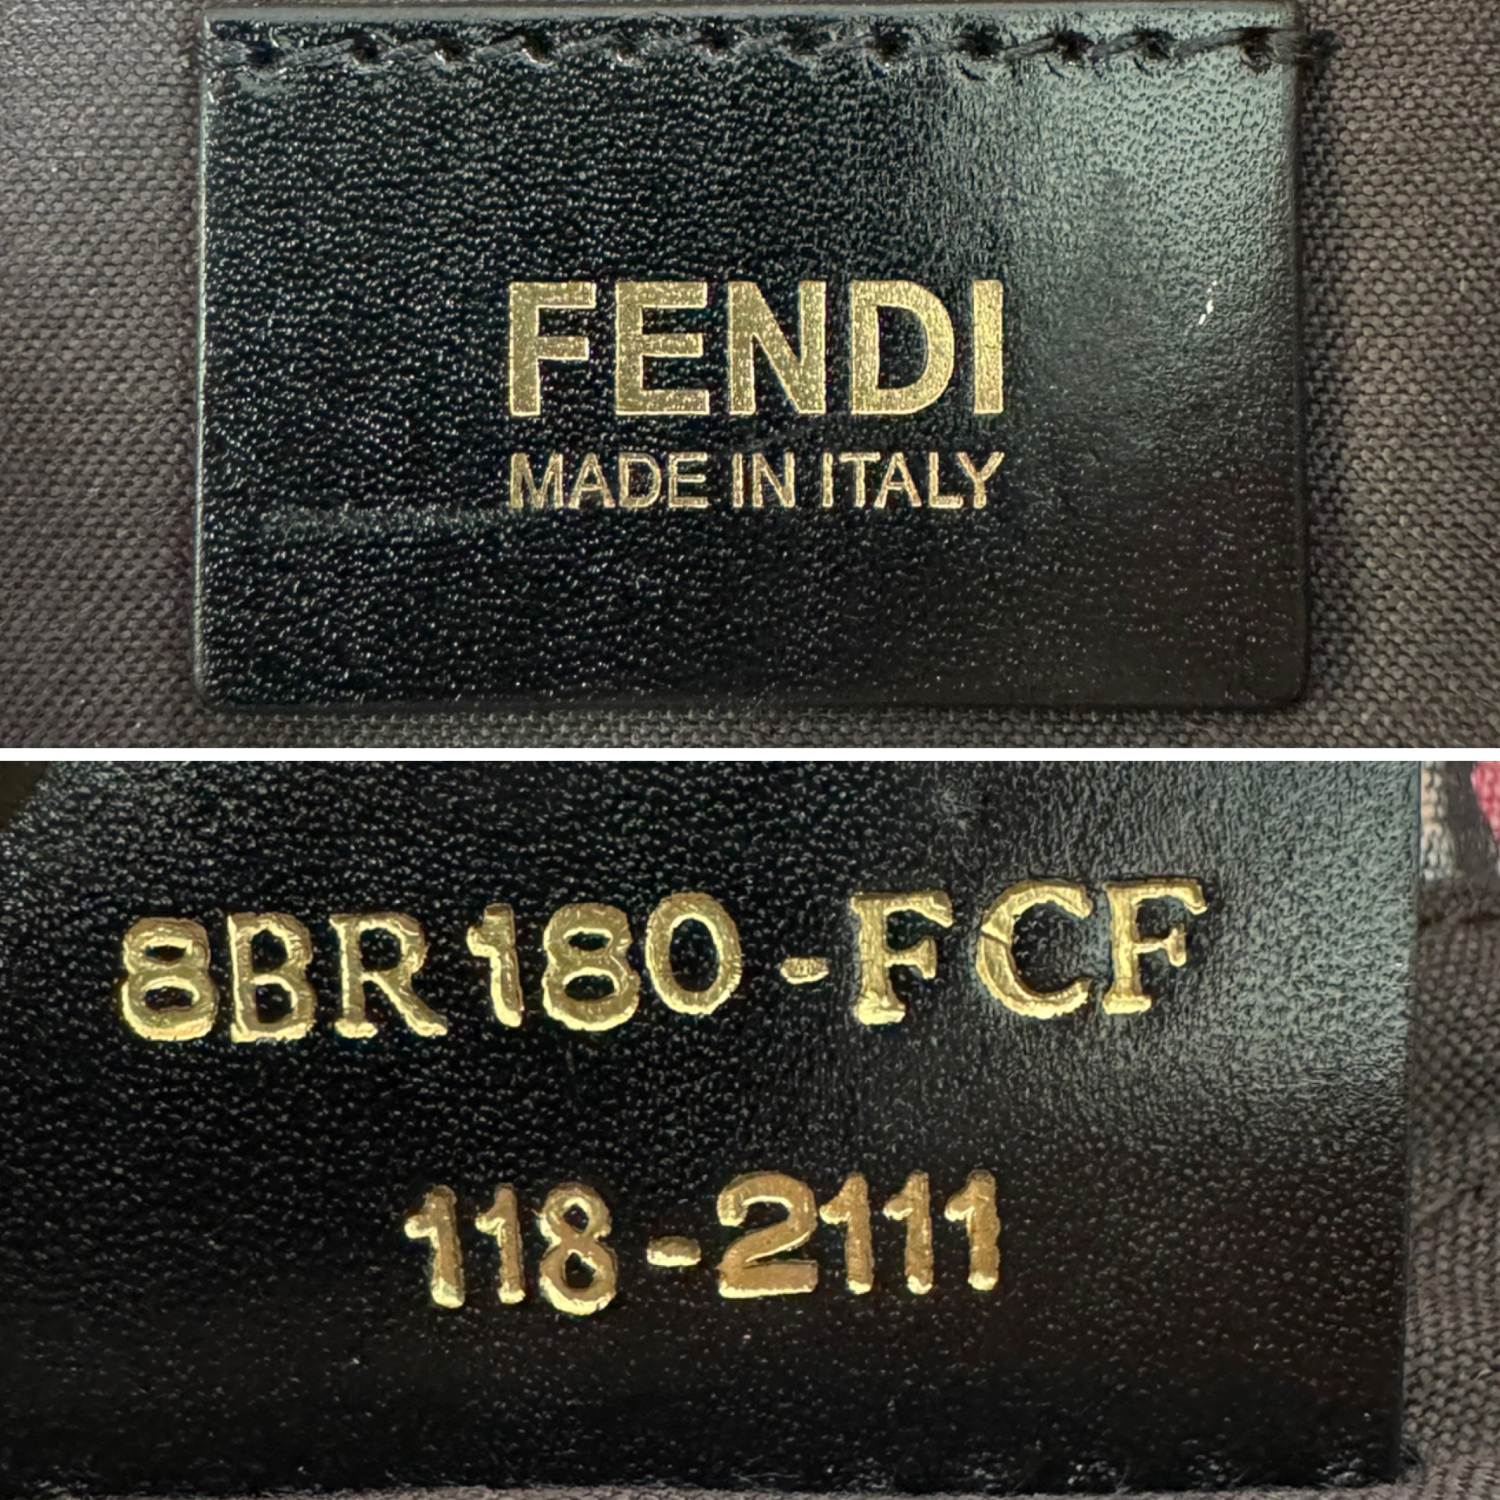 FENDI
MADE IN ITALY
8BR180-FCF
118-2111